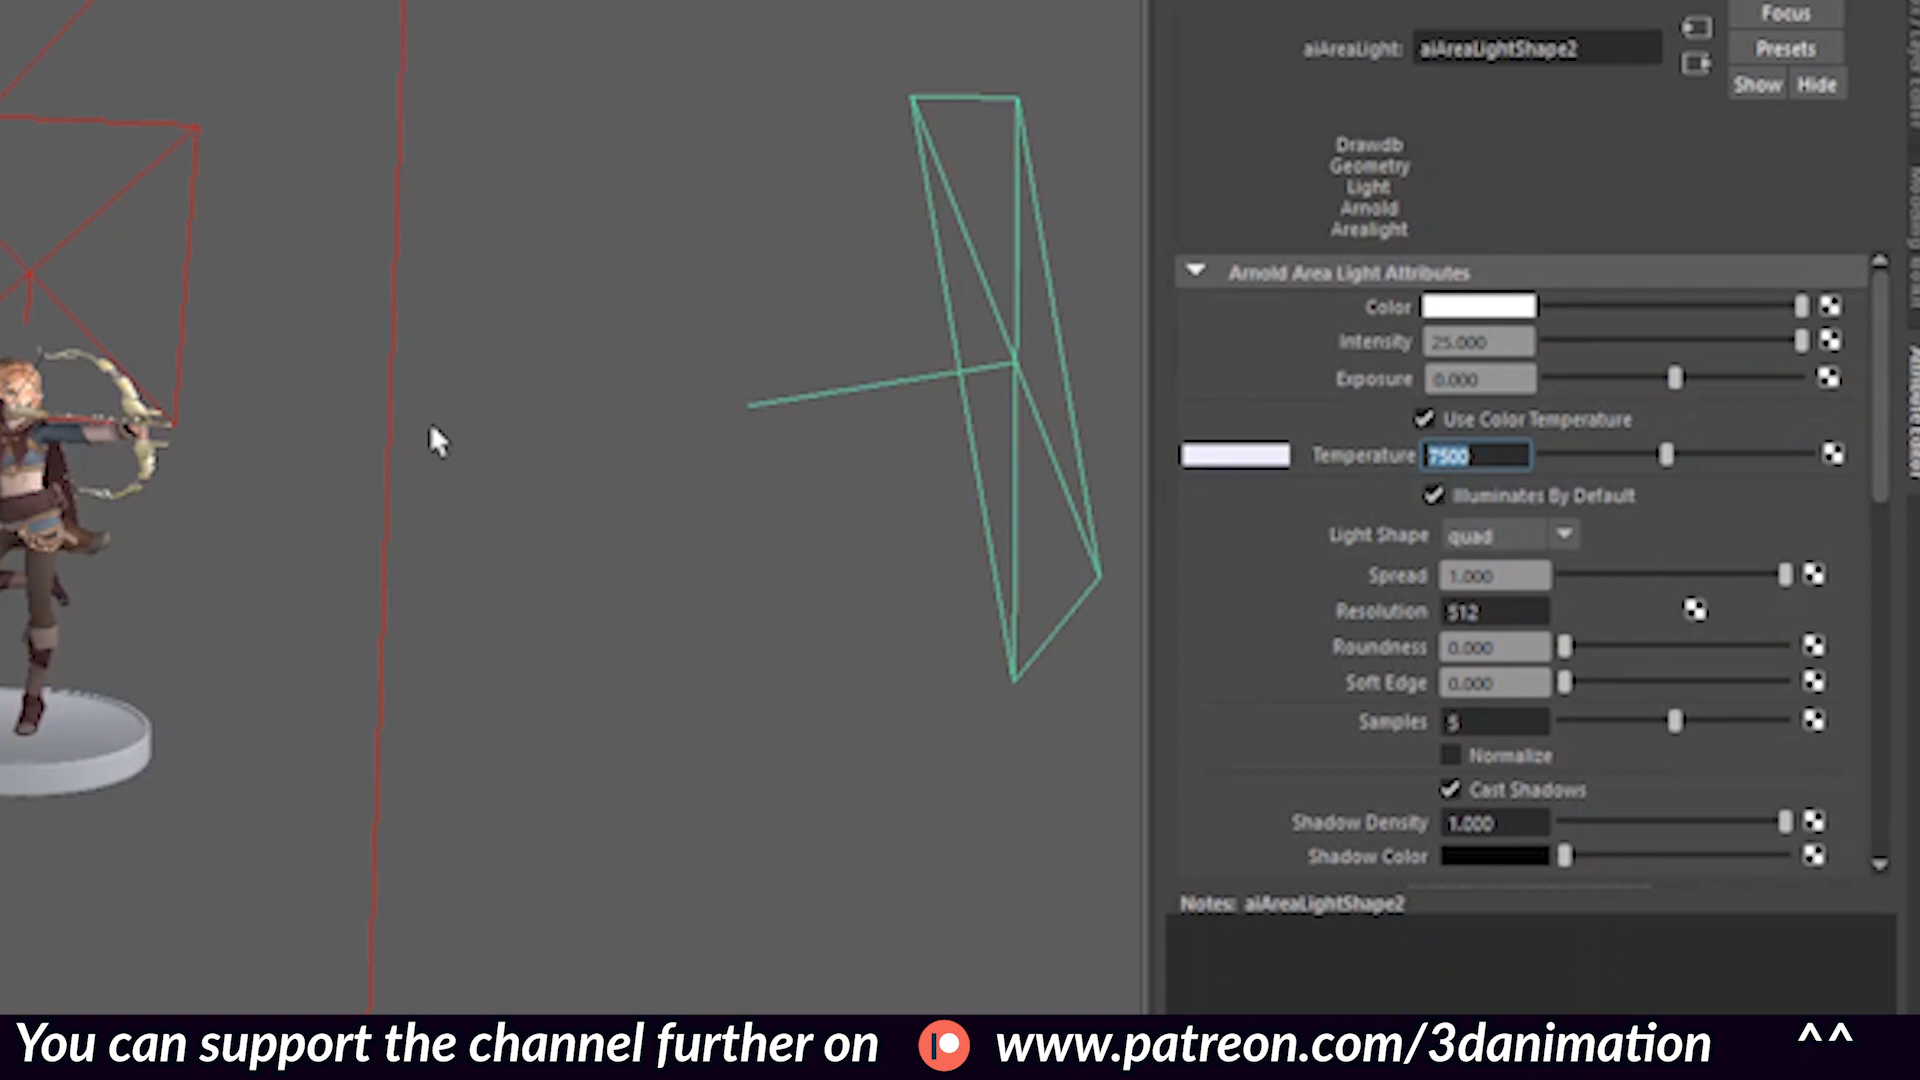 Focus
aiAreaLight: aiAreaLightShape2
Presets
Show Hide
Drawdb
Geometry
Light
Arnold
Arealight
Arnold Area Light Attributes
Color
Intensity 25.000
Exposure 0.000
Use Color Temperature
Temperature 7500
Illuminates By Default
Light Shape quad
Spread 1.000
Resolution 512
Roundness 0.000
Soft Edge 0.000
Samples 5
Normalize
Cast Shadows
Shadow Density 1.000
Shadow Color
Notes: aiAreaLightShape2
You can support the channel further on www.patreon.com/3danimation ^^